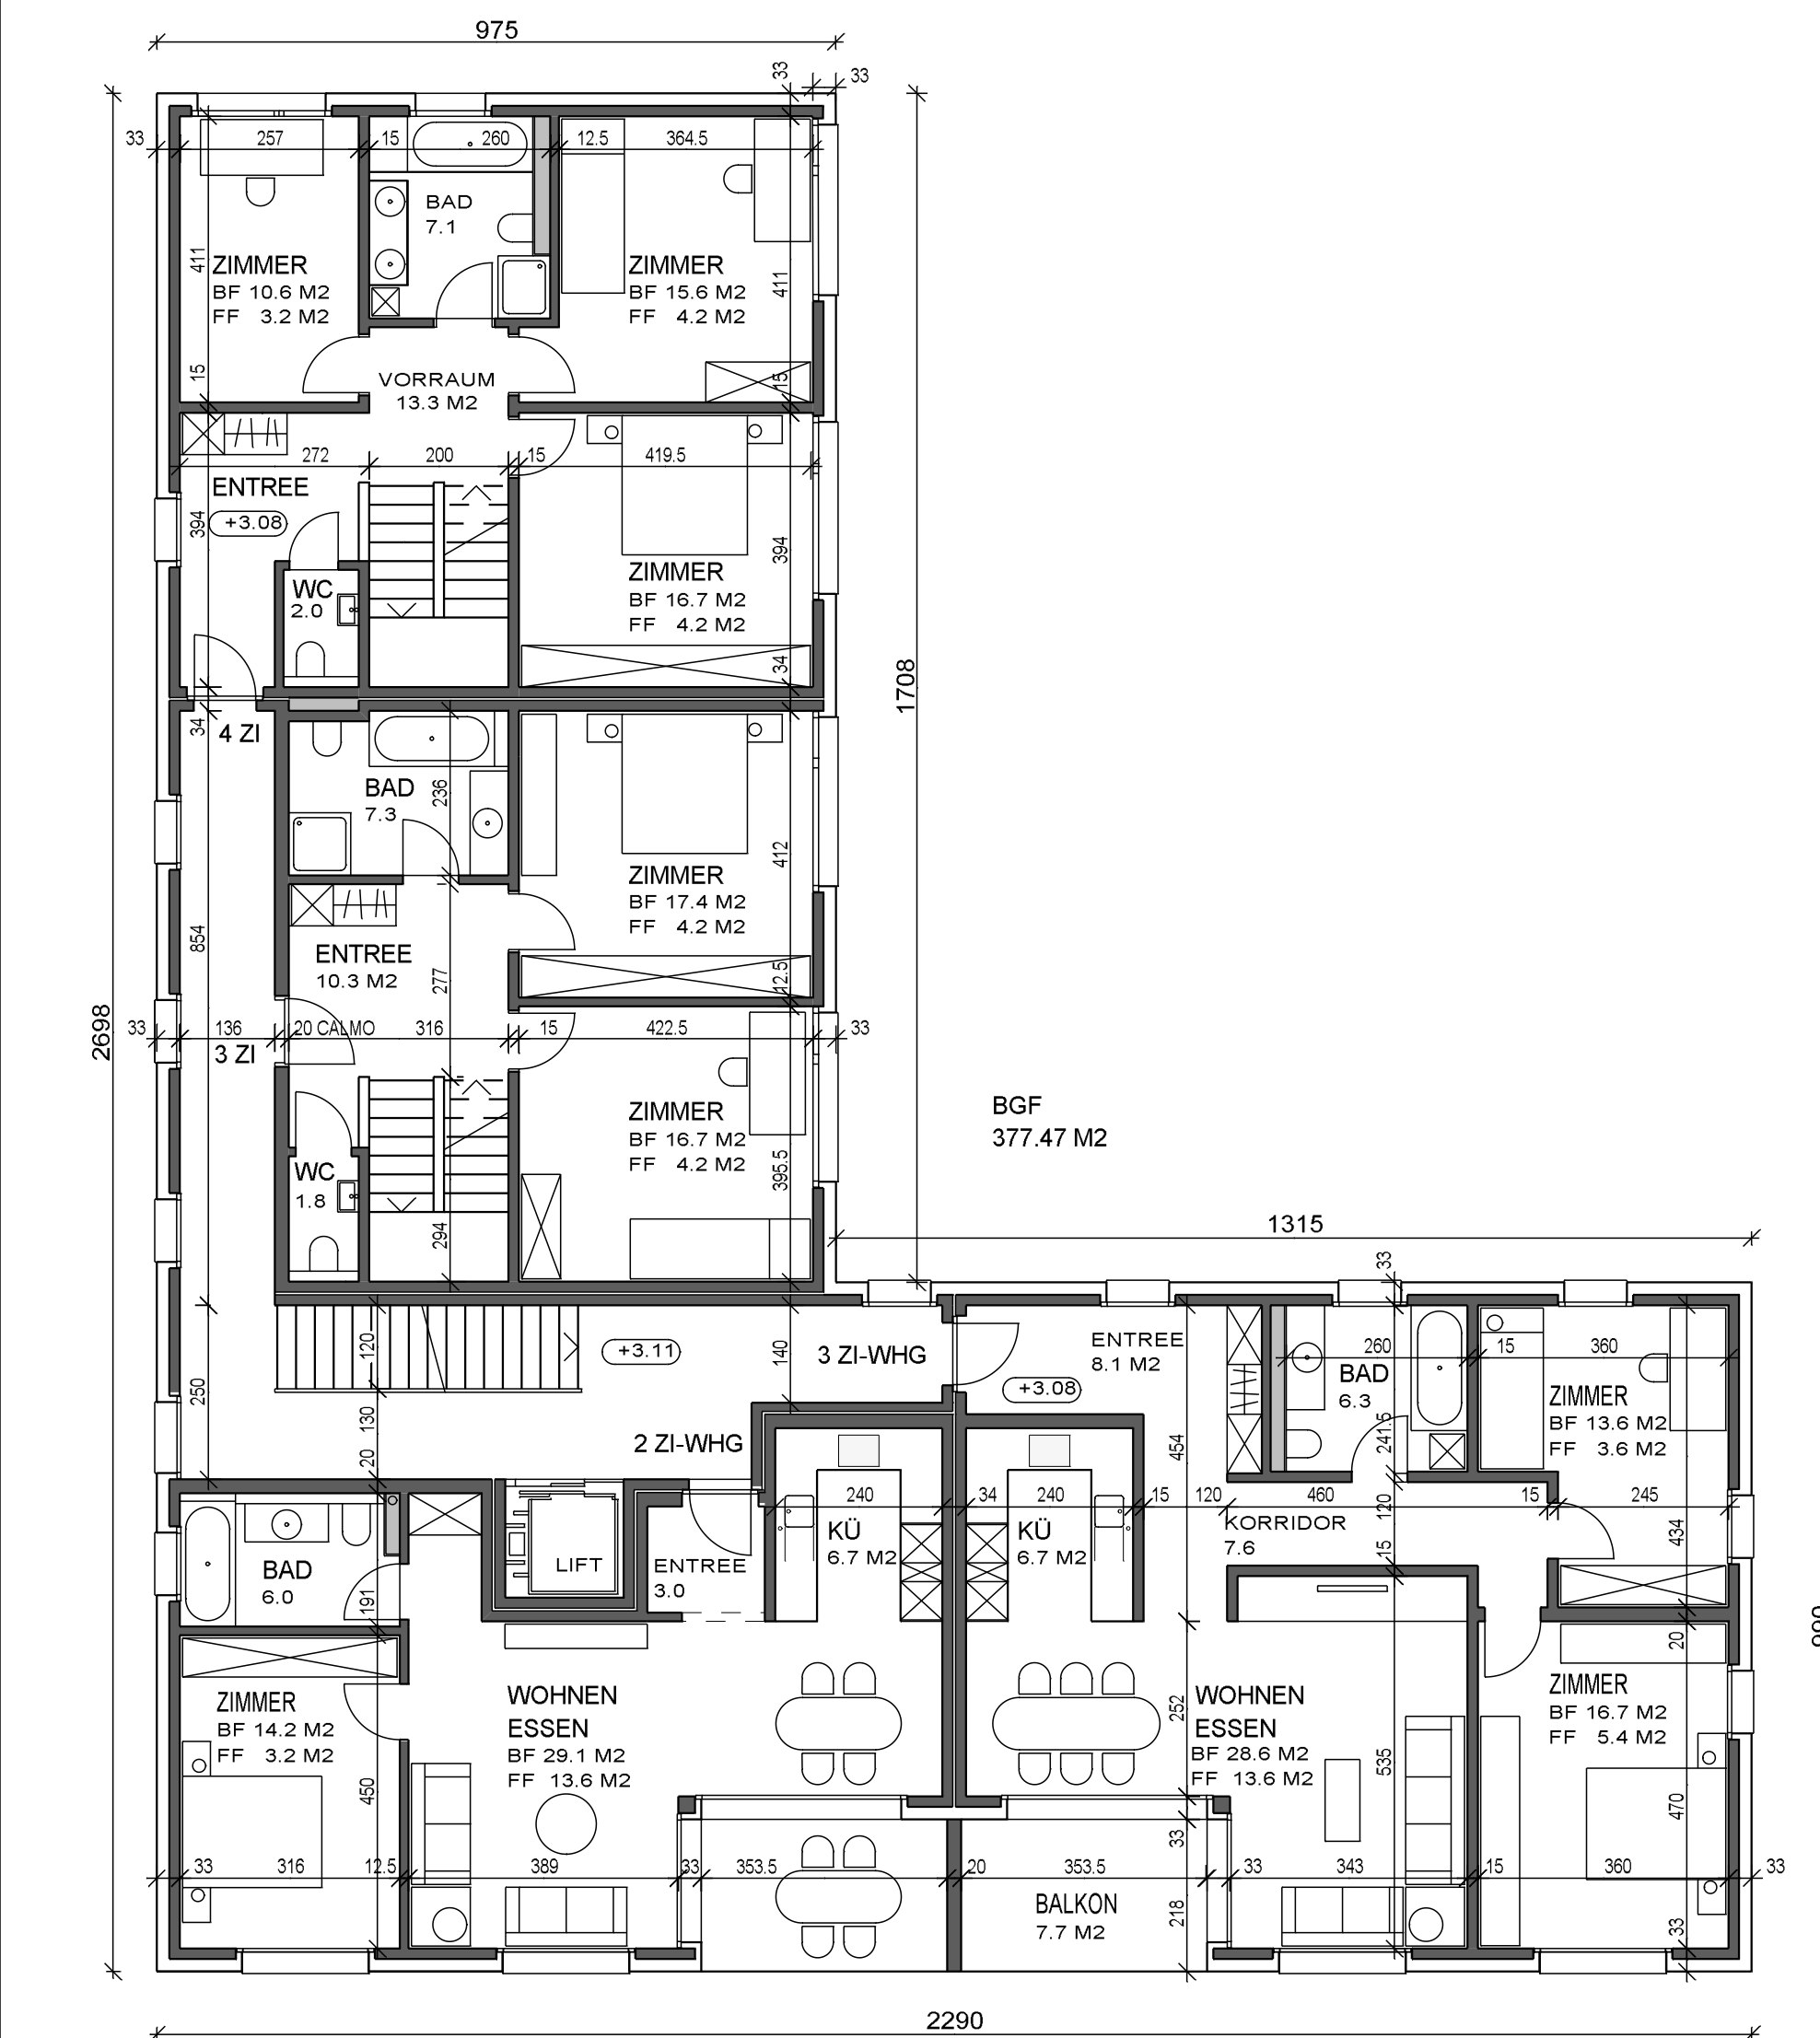 975
33
33
33
257
15
260
12.5
364.5
BAD
7.1
411
ZIMMER
BF 10.6 M2
FF 3.2 M2
ZIMMER
BF 15.6 M2
FF 4.2 M2
411
15
VORRAUM
13.3 M2
15
272
200
15
419.5
ENTREE
+3.08
394
394
WC
2.0
ZIMMER
BF 16.7 M2
FF 4.2 M2
34
1708
34
4 ZI
BAD
7.3
236
412
ZIMMER
BF 17.4 M2
FF 4.2 M2
854
ENTREE
10.3 M2
277
12.5
2698
33
136
20 CALMO
316
15
422.5
33
3 ZI
ZIMMER
BF 16.7 M2
FF 4.2 M2
BGF
377.47 M2
WC
1.8
395.5
294
1315
33
120
+3.11
140
3 ZI-WHG
ENTREE
8.1 M2
+3.08
260
15
360
BAD
6.3
ZIMMER
BF 13.6 M2
FF 3.6 M2
250
130
20
2 ZI-WHG
454
241.5
240
34
240
15
120
460
15
245
KÜ
6.7 M2
KÜ
6.7 M2
KORRIDOR
7.6
120
15
434
LIFT
ENTREE
3.0
BAD
6.0
191
20
ZIMMER
BF 14.2 M2
FF 3.2 M2
WOHNEN
ESSEN
BF 29.1 M2
FF 13.6 M2
252
WOHNEN
ESSEN
BF 28.6 M2
FF 13.6 M2
535
ZIMMER
BF 16.7 M2
FF 5.4 M2
450
470
33
33
316
12.5
389
33
353.5
20
353.5
33
343
15
360
33
BALKON
7.7 M2
218
33
2290